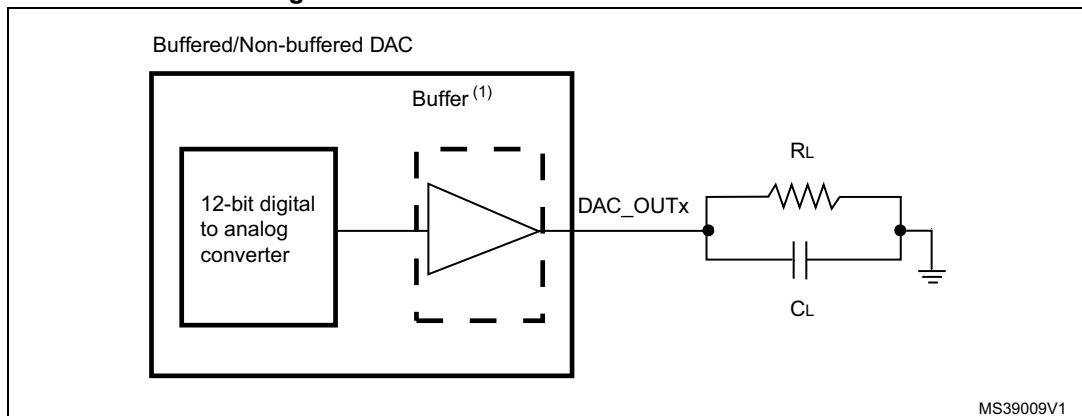 Buffered/Non-buffered DAC
Buffer (1)
12-bit digital
to analog
converter
DAC_OUTx
RL
CL
MS39009V1